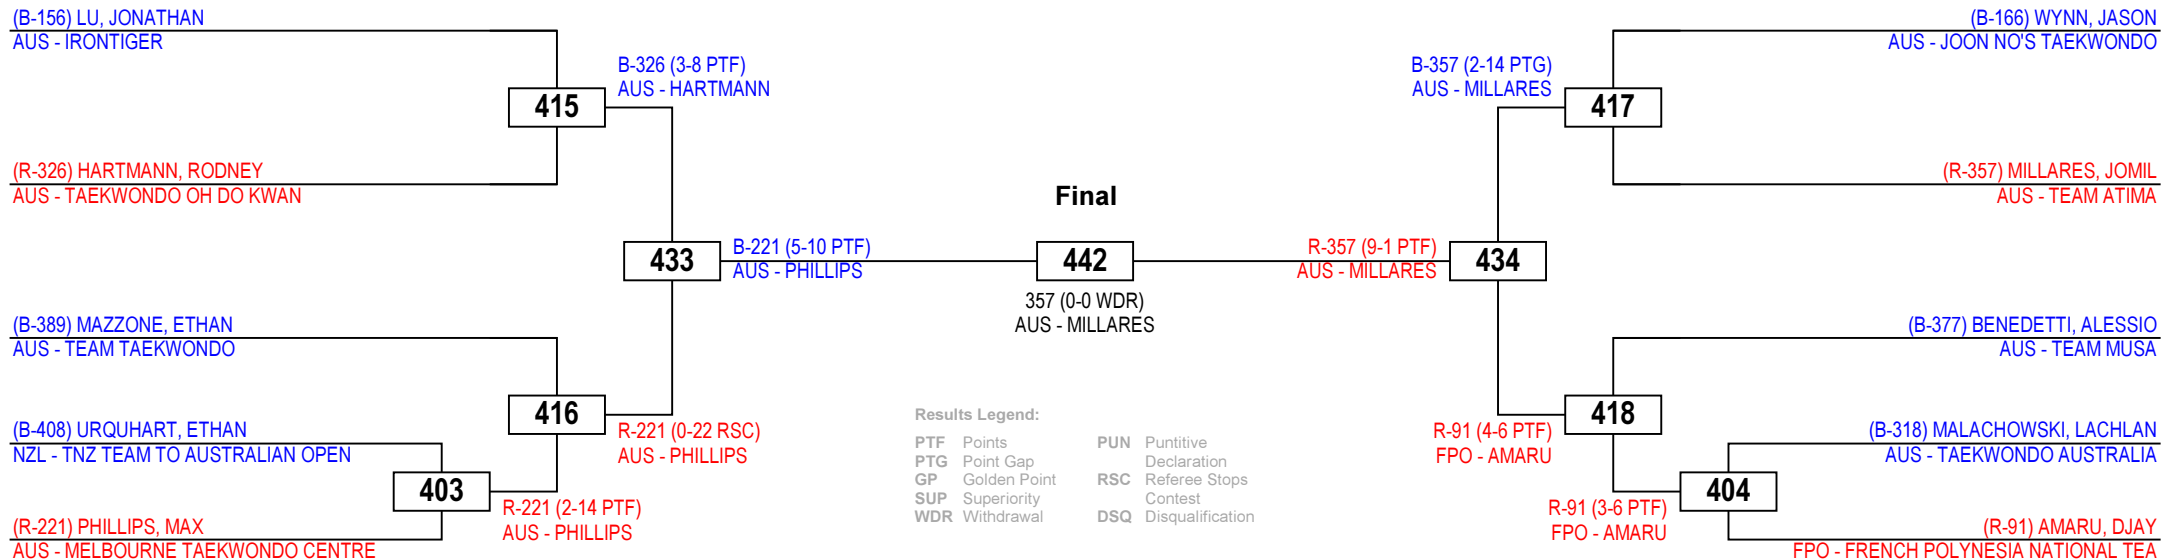 (B-156) LU, JONATHAN
AUS - IRONTIGER
B-326 (3-8 PTF)
AUS - HARTMANN
415
(R-326) HARTMANN, RODNEY
AUS - TAEKWONDO OH DO KWAN
433
B-221 (5-10 PTF)
AUS - PHILLIPS
(B-389) MAZZONE, ETHAN
AUS - TEAM TAEKWONDO
416
(B-408) URQUHART, ETHAN
NZL - TNZ TEAM TO AUSTRALIAN OPEN
R-221 (0-22 RSC)
AUS - PHILLIPS
403
R-221 (2-14 PTF)
AUS - PHILLIPS
(R-221) PHILLIPS, MAX
AUS - MELBOURNE TAEKWONDO CENTRE
Final
442
357 (0-0 WDR)
AUS - MILLARES
Results Legend:
PTF Points
PTG Point Gap
GP Golden Point
SUP Superiority
WDR Withdrawal
PUN Puntitive
Declaration
RSC Referee Stops
Contest
DSQ Disqualification
(B-166) WYNN, JASON
AUS - JOON NO'S TAEKWONDO
B-357 (2-14 PTG)
AUS - MILLARES
417
(R-357) MILLARES, JOMIL
AUS - TEAM ATIMA
R-357 (9-1 PTF)
AUS - MILLARES
434
(B-377) BENEDETTI, ALESSIO
AUS - TEAM MUSA
418
R-91 (4-6 PTF)
FPO - AMARU
(B-318) MALACHOWSKI, LACHLAN
AUS - TAEKWONDO AUSTRALIA
404
R-91 (3-6 PTF)
FPO - AMARU
(R-91) AMARU, DJAY
FPO - FRENCH POLYNESIA NATIONAL TEA